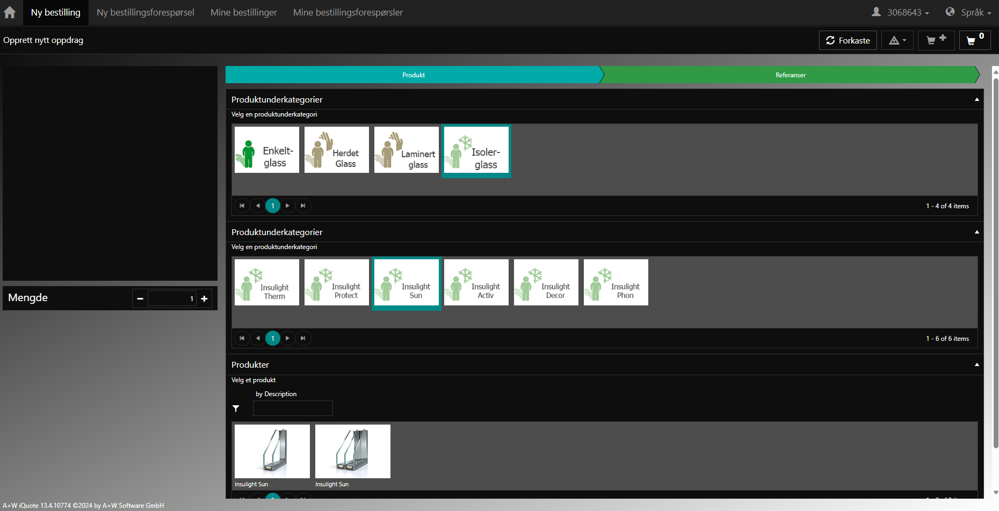 Ny bestilling
Ny bestillingsforespørsel
Mine bestillinger
Mine bestillingsforespørsler
3068643
Språk
Opprett nytt oppdrag
Forkaste
0
Produkt
Referanser
Produktunderkategorier
Velg en produktunderkategori
Enkelt-
glass
Herdet
Glass
Laminert
glass
Isoler-
glass
1
1 - 4 of 4 items
Produktunderkategorier
Velg en produktunderkategori
Insulight
Therm
Insulight
Protect
Insulight
Sun
Insulight
Activ
Insulight
Decor
Insulight
Phon
Mengde
1
1
1 - 6 of 6 items
Produkter
Velg et produkt
by Description
Insulight Sun
Insulight Sun
A+W iQuote 13.4.10774 ©2024 by A+W Software GmbH